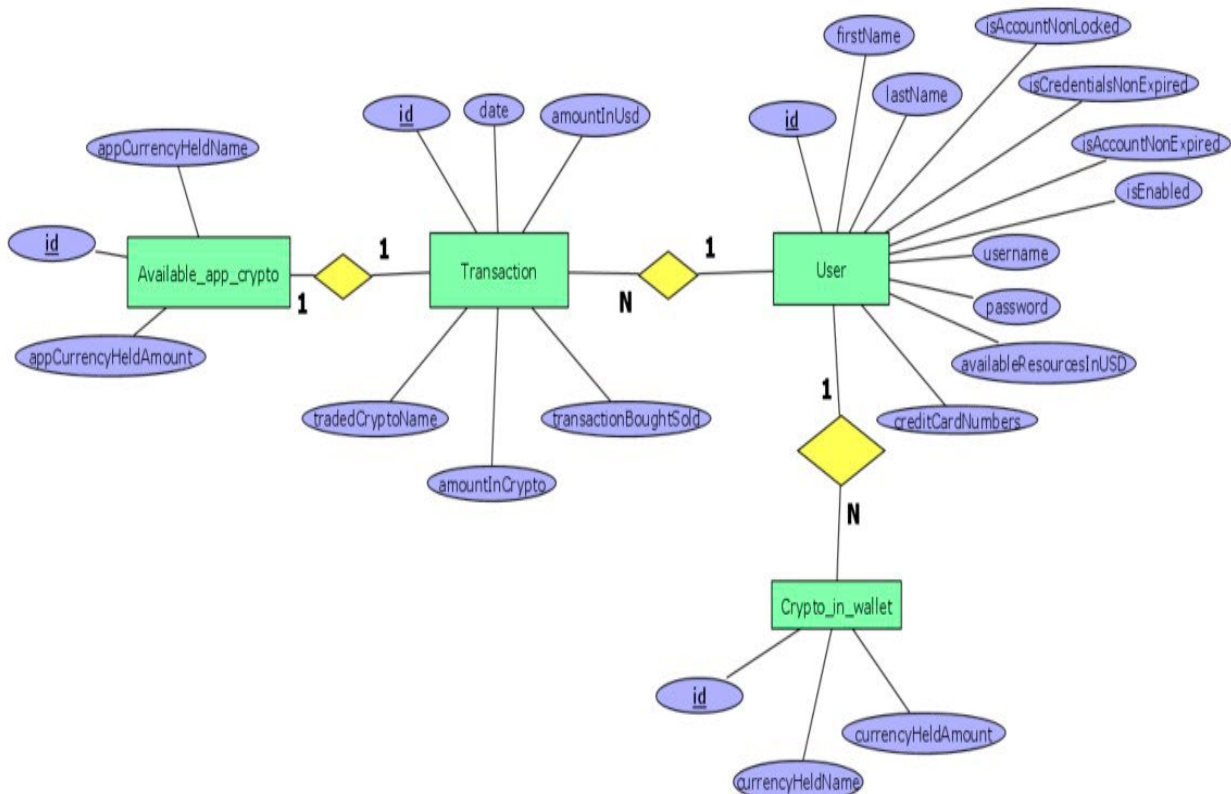 isAccountNonLocked
firstName
isCredentialsNonExpired
lastName
id
date
amountInUsd
id
appCurrencyHeldName
isAccountNonExpired
isEnabled
id
username
Available_app_crypto
1
1
Transaction
N
1
User
password
appCurrencyHeldAmount
availableResourcesInUSD
tradedCryptoName
transactionBoughtSold
creditCardNumbers
1
amountInCrypto
N
Crypto_in_wallet
id
currencyHeldAmount
currencyHeldName